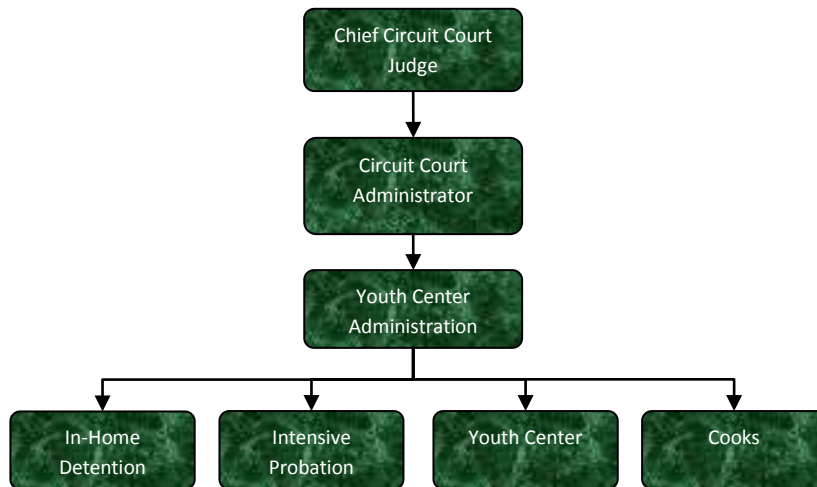 Chief Circuit Court
Judge
Circuit Court
Administrator
Youth Center
Administration
In-Home
Detention
Intensive
Probation
Youth Center
Cooks